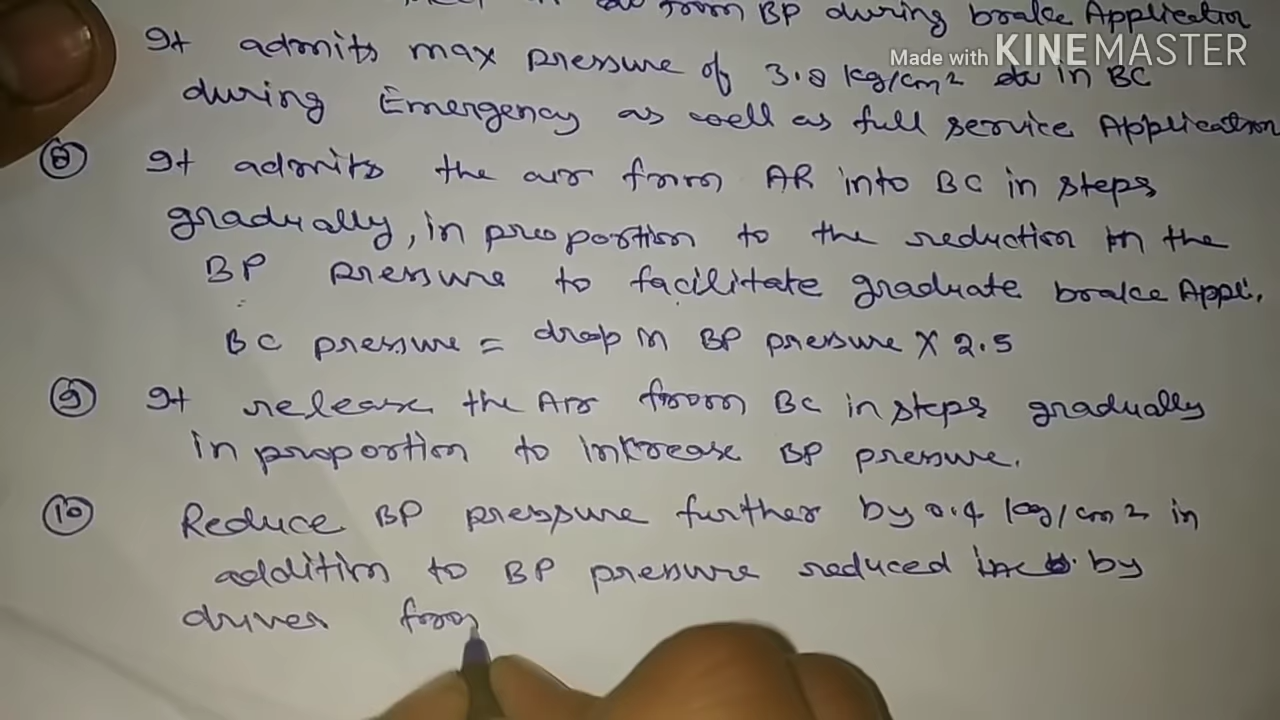 from BP during brake Application
Made with KINEMASTER
It admits max pressure of 3.8 kg/cm2 in BC
during Emergency as well as full service Application
8 It admits the air from AR into BC in steps
gradually, in proportion to the reduction in the
BP pressure to facilitate graduate brake Appli.
BC pressure = drop in BP pressure X 2.5
9 It release the Air from BC in steps gradually
in proportion to increase BP pressure.
10 Reduce BP pressure further by 0.4 kg/cm2 in
addition to BP pressure reduced by
driver from